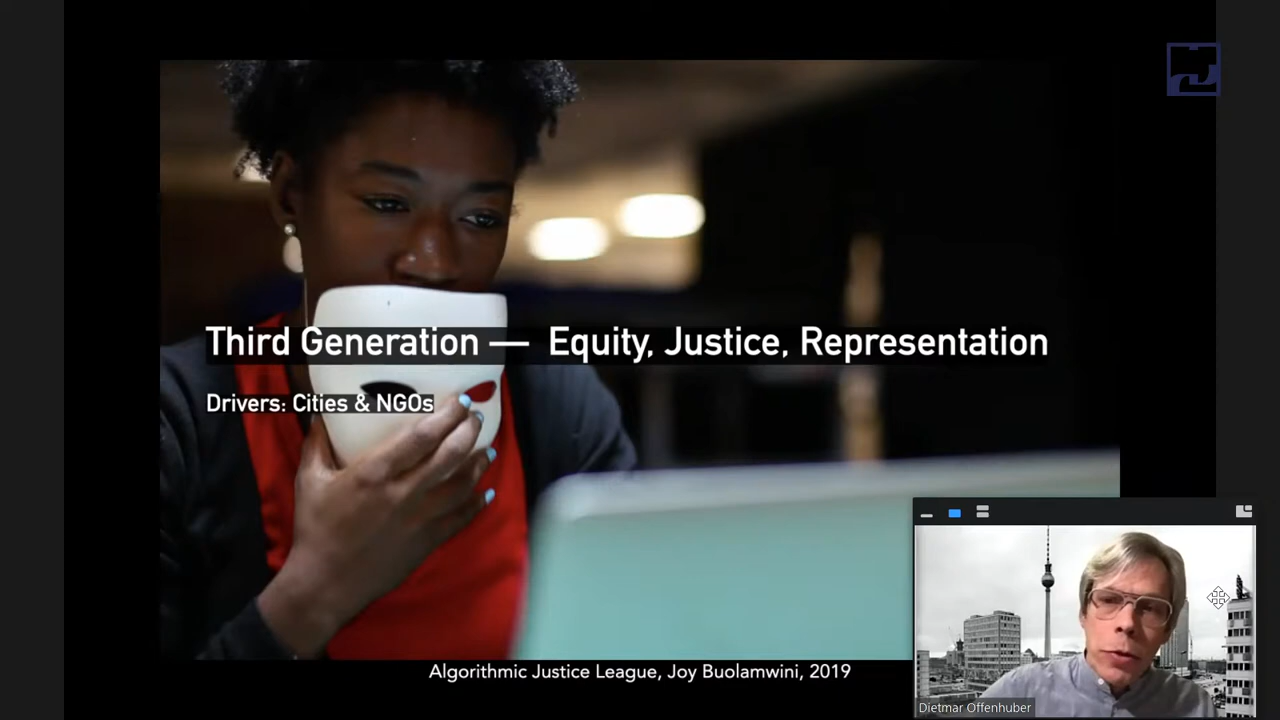 Third Generation — Equity, Justice, Representation
Drivers: Cities & NGOs
Algorithmic Justice League, Joy Buolamwini, 2019
Dietmar Offenhuber